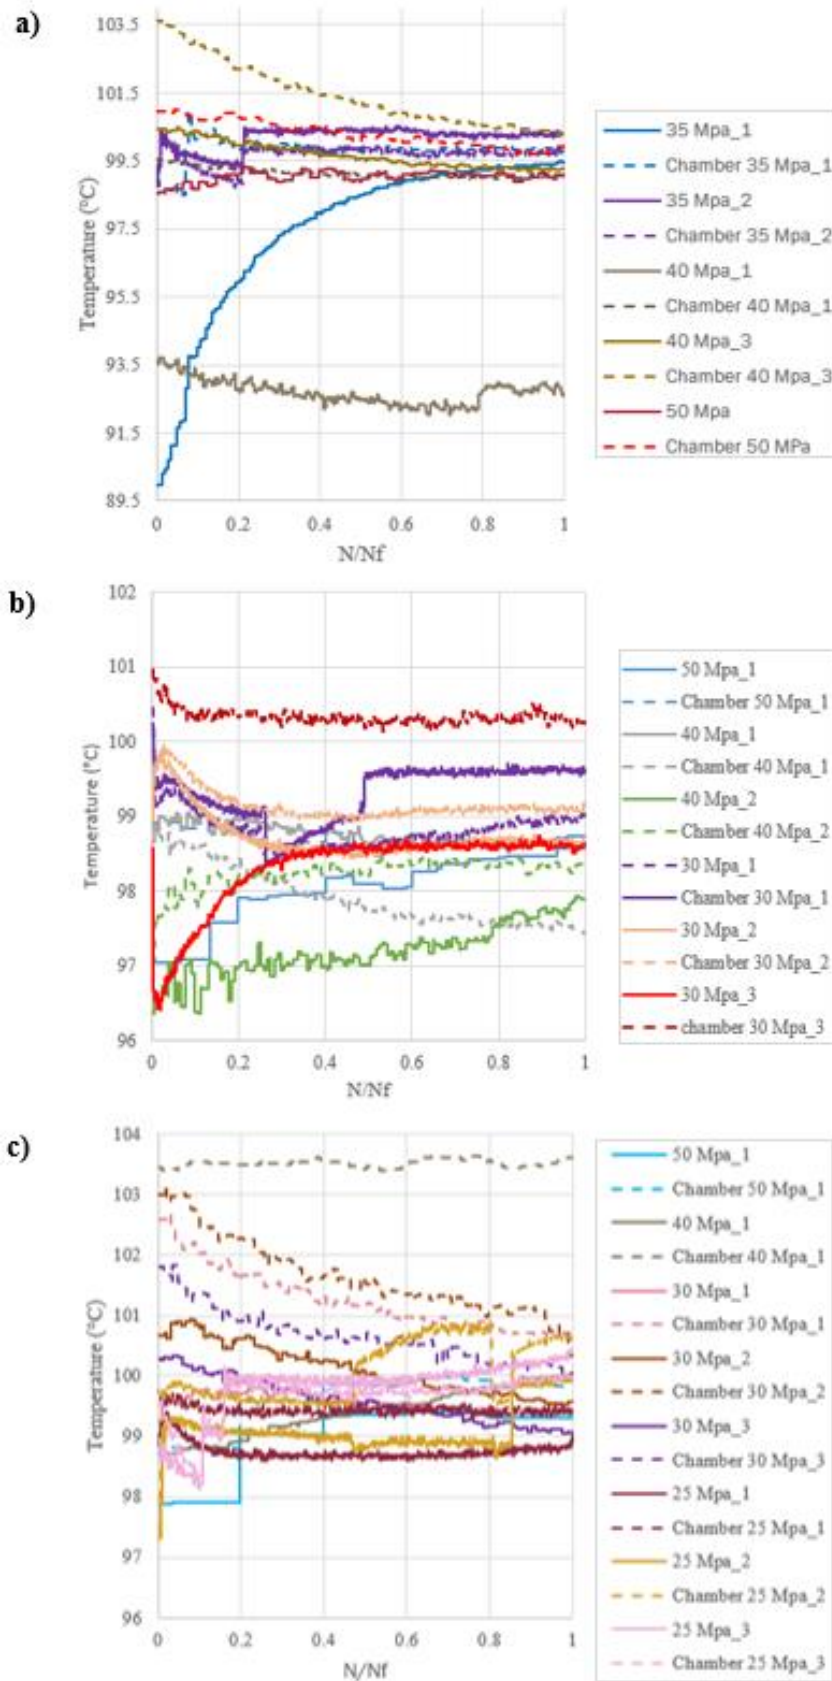 a)
103.5
101.5
99.5
97.5
95.5
93.5
91.5
89.5
Temperature (°C)
0 0.2 0.4 0.6 0.8 1
N/Nf
35 Mpa_1
Chamber 35 Mpa_1
35 Mpa_2
Chamber 35 Mpa_2
40 Mpa_1
Chamber 40 Mpa_1
40 Mpa_3
Chamber 40 Mpa_3
50 Mpa
Chamber 50 MPa
b)
102
101
100
99
98
97
96
Temperature (°C)
0 0.2 0.4 0.6 0.8 1
N/Nf
50 Mpa_1
Chamber 50 Mpa_1
40 Mpa_1
Chamber 40 Mpa_1
40 Mpa_2
Chamber 40 Mpa_2
30 Mpa_1
Chamber 30 Mpa_1
30 Mpa_2
Chamber 30 Mpa_2
30 Mpa_3
chamber 30 Mpa_3
c)
104
103
102
101
100
99
98
97
96
Temperature (°C)
0 0.2 0.4 0.6 0.8 1
N/Nf
50 Mpa_1
Chamber 50 Mpa_1
40 Mpa_1
Chamber 40 Mpa_1
30 Mpa_1
Chamber 30 Mpa_1
30 Mpa_2
Chamber 30 Mpa_2
30 Mpa_3
Chamber 30 Mpa_3
25 Mpa_1
Chamber 25 Mpa_1
25 Mpa_2
Chamber 25 Mpa_2
25 Mpa_3
Chamber 25 Mpa_3